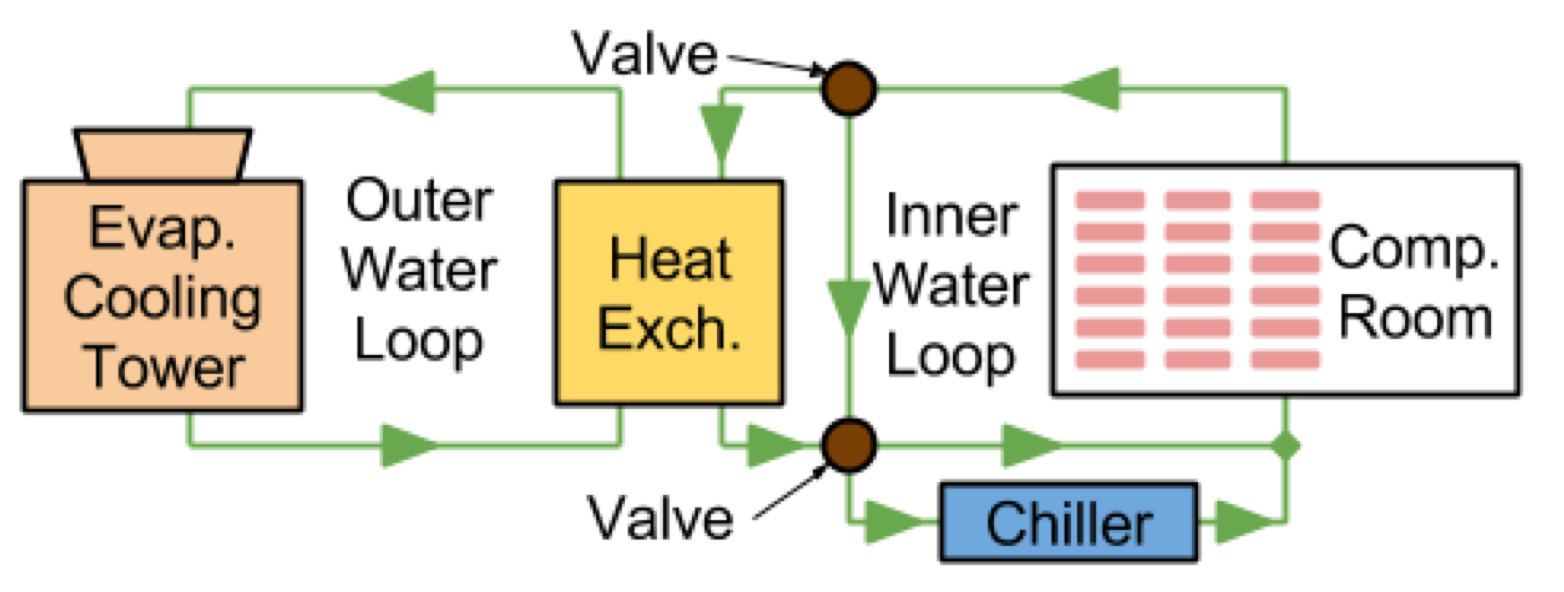 Valve
Evap.
Cooling
Tower
Outer
Water
Loop
Heat
Exch.
Inner
Water
Loop
Comp.
Room
Valve
Chiller